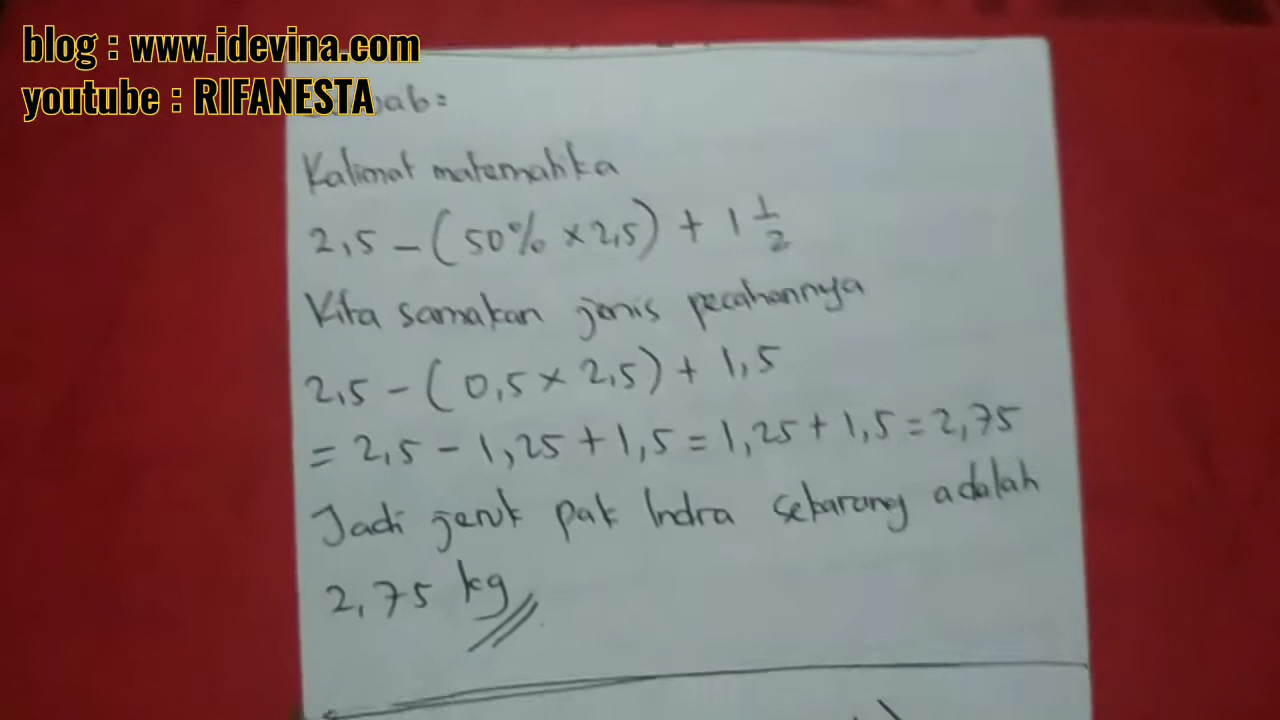 blog : www.idevina.com
youtube : RIFANESTA
Kalimat matematika
2,5 - (50% x 2,5) + 1 1/2
Kita samakan jenis pecahannya
2,5 - (0,5 x 2,5) + 1,5
= 2,5 - 1,25 + 1,5 = 1,25 + 1,5 = 2,75
Jadi jeruk pak Indra sekarang adalah
2,75 kg